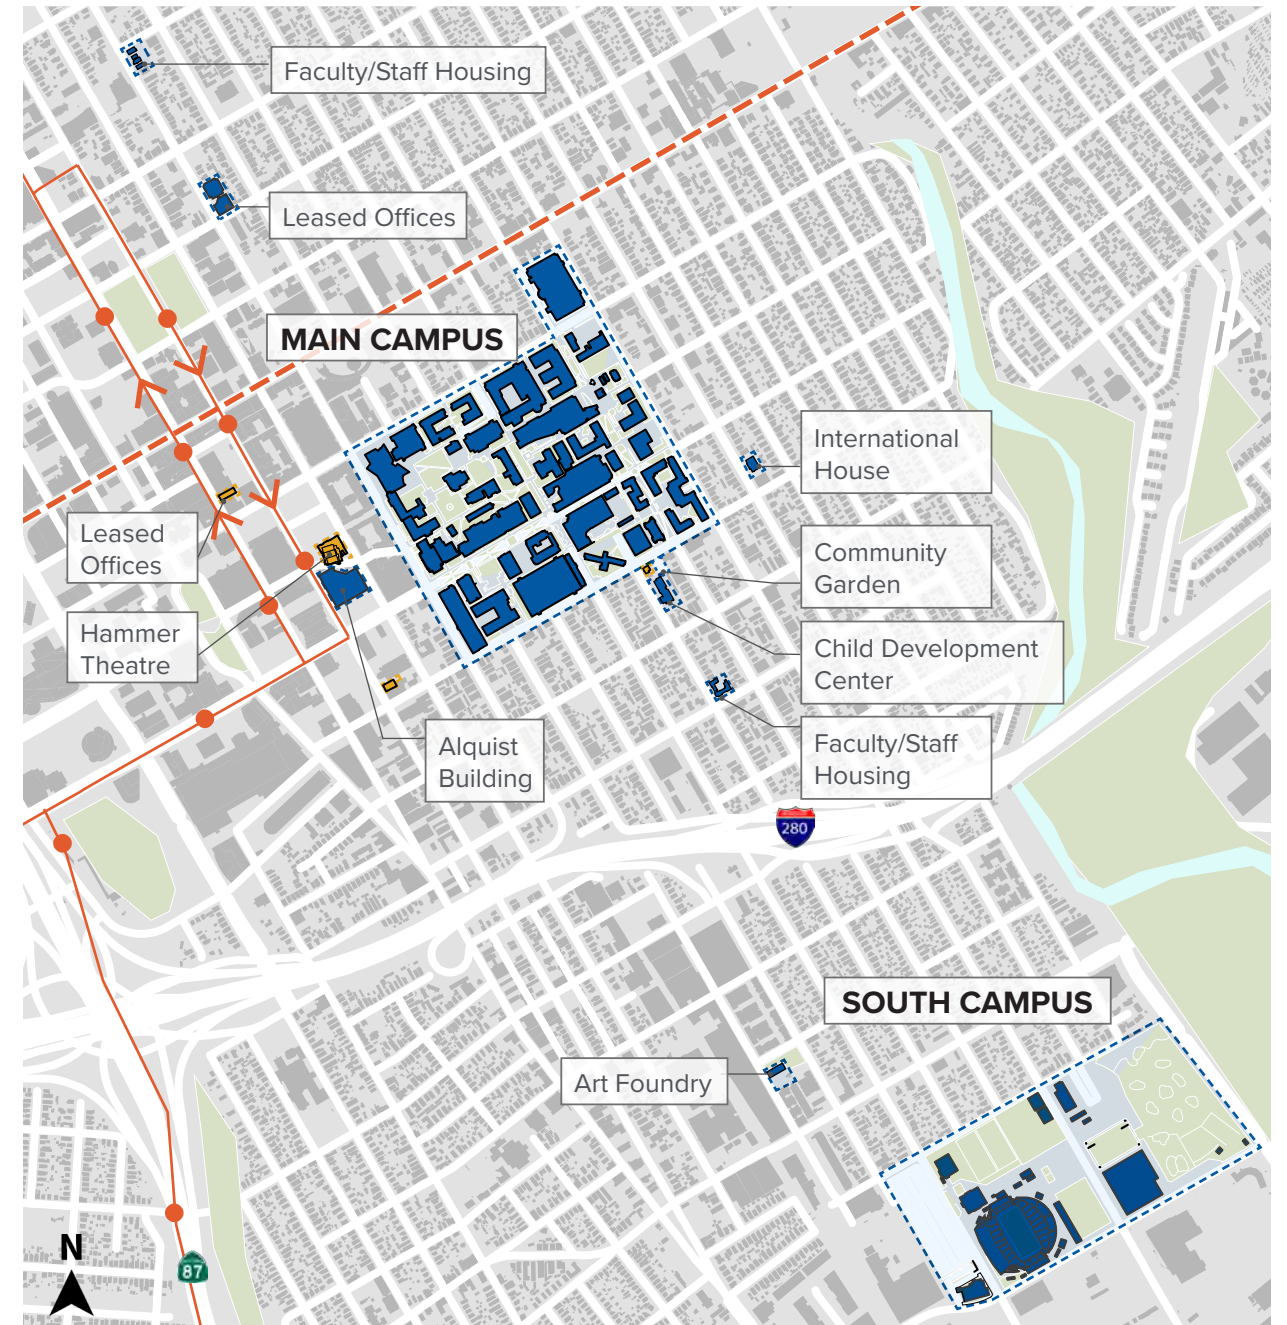 Faculty/Staff Housing
Leased Offices
MAIN CAMPUS
International
House
Leased
Offices
Community
Garden
Hammer
Theatre
Child Development
Center
Alquist
Building
Faculty/Staff
Housing
280
SOUTH CAMPUS
Art Foundry
N
87